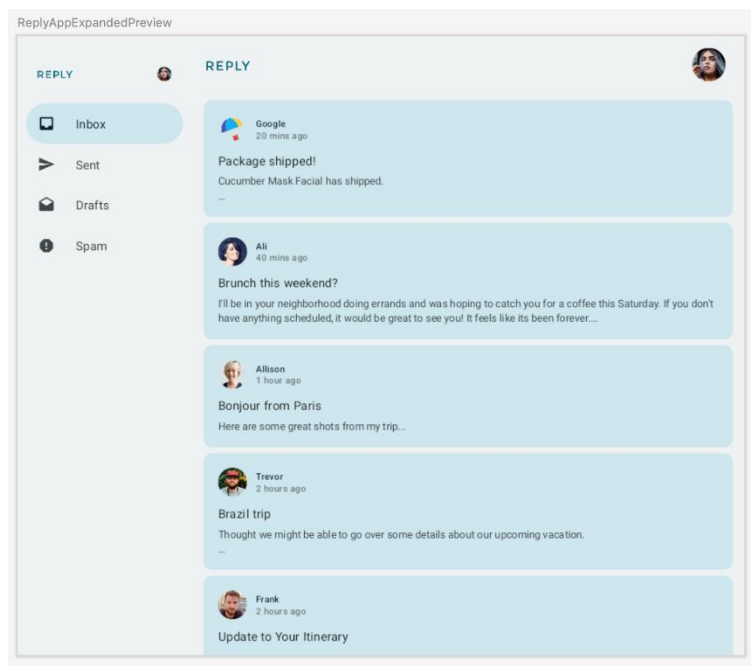 ReplyAppExpandedPreview
REPLY
Inbox
Sent
Drafts
Spam
REPLY
Google
20 mins ago
Package shipped!
Cucumber Mask Facial has shipped.
...
Ali
40 mins ago
Brunch this weekend?
I'll be in your neighborhood doing errands and was hoping to catch you for a coffee this Saturday. If you don't
have anything scheduled, it would be great to see you! It feels like its been forever....
Allison
1 hour ago
Bonjour from Paris
Here are some great shots from my trip...
Trevor
2 hours ago
Brazil trip
Thought we might be able to go over some details about our upcoming vacation.
...
Frank
2 hours ago
Update to Your Itinerary